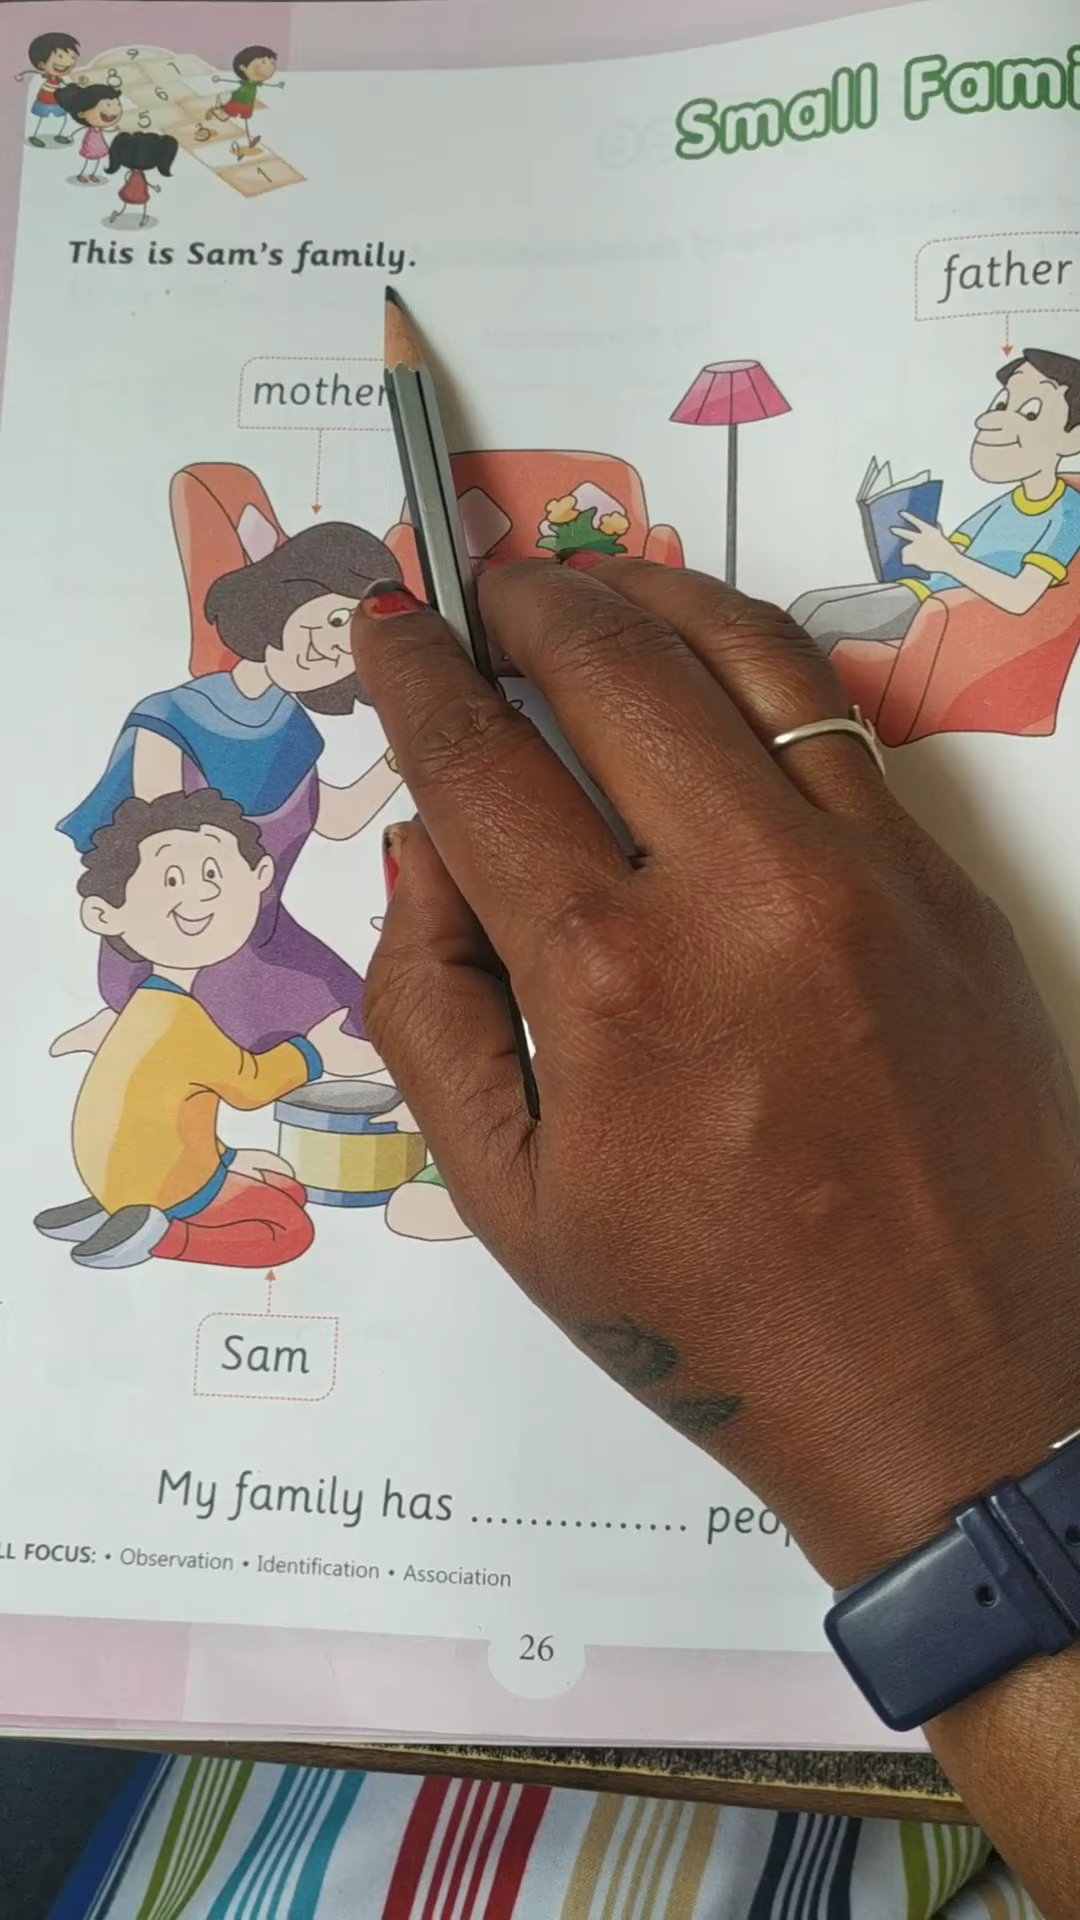 Small Fami
This is Sam's family.
father
mother
Sam
My family has ............... peo
LL FOCUS: • Observation • Identification • Association
26